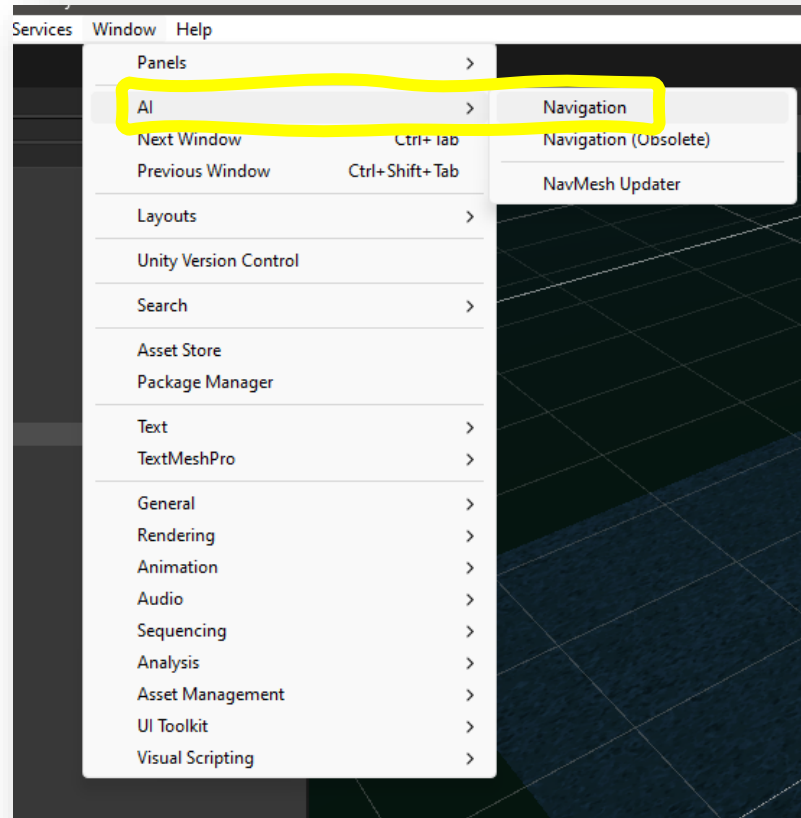 Services Window Help
Panels
AI
Next Window Ctrl+Tab
Previous Window Ctrl+Shift+Tab
Layouts
Unity Version Control
Search
Asset Store
Package Manager
Text
TextMeshPro
General
Rendering
Animation
Audio
Sequencing
Analysis
Asset Management
UI Toolkit
Visual Scripting
Navigation
Navigation (Obsolete)
NavMesh Updater